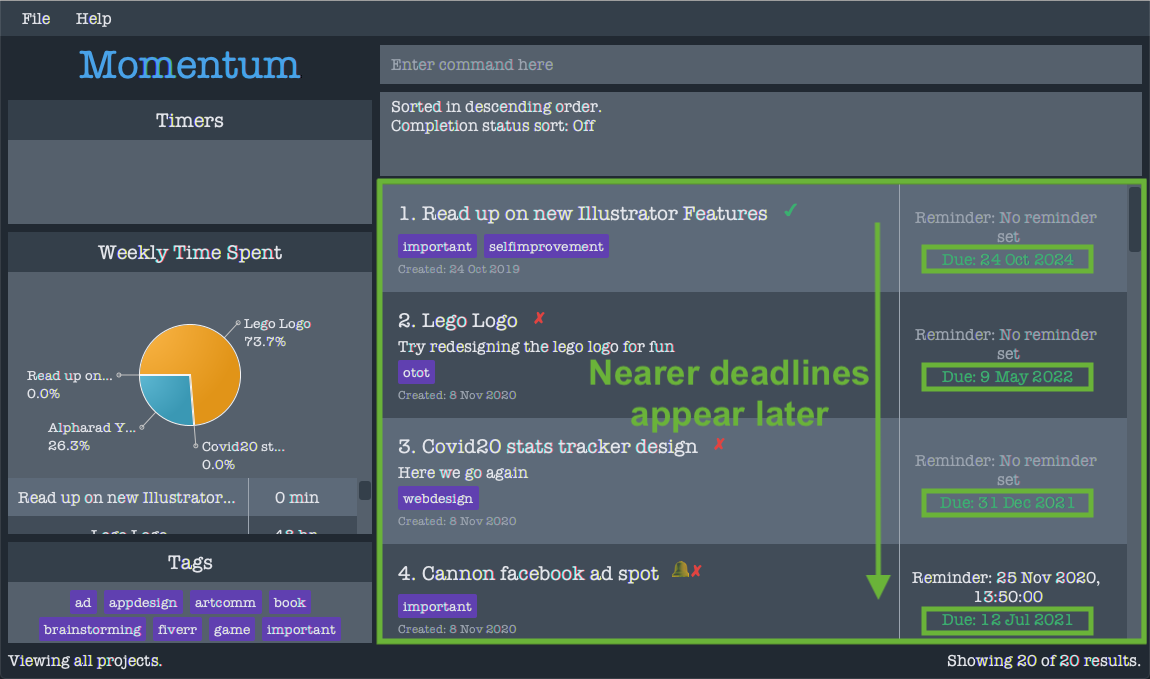 File Help
Momentum
Enter command here
Sorted in descending order.
Completion status sort: Off
Timers
Weekly Time Spent
Lego Logo
73.7%
Read up on...
0.0%
Alpharad Y...
26.3%
Covid20 st...
0.0%
Read up on new Illustrator... 0 min
Lego Logo 48 hr
Tags
ad appdesign artcomm book
brainstorming fiverr game important
1. Read up on new Illustrator Features ✓
important selfimprovement
Created: 24 Oct 2019
Reminder: No reminder
set
Due: 24 Oct 2024
2. Lego Logo ✗
Try redesigning the lego logo for fun
otot
Created: 8 Nov 2020
Reminder: No reminder
set
Due: 9 May 2022
Nearer deadlines
appear later
3. Covid20 stats tracker design ✗
Here we go again
webdesign
Created: 8 Nov 2020
Reminder: No reminder
set
Due: 31 Dec 2021
4. Cannon facebook ad spot ✗
important
Created: 8 Nov 2020
Reminder: 25 Nov 2020,
13:50:00
Due: 12 Jul 2021
Viewing all projects.
Showing 20 of 20 results.